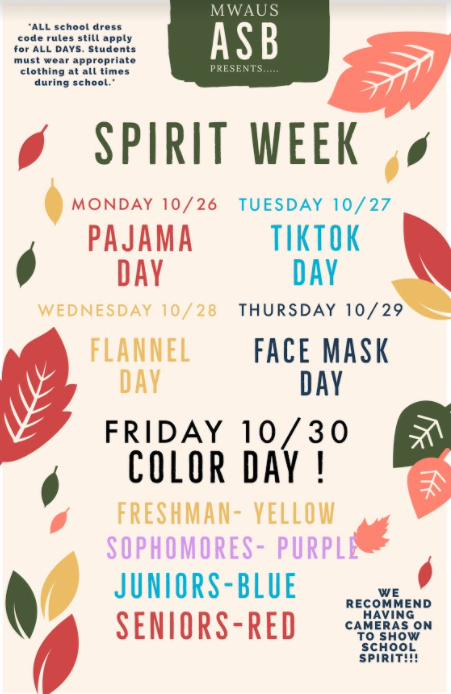 *ALL school dress
code rules still apply
for ALL DAYS. Students
must wear appropriate
clothing at all times
during school.*
MWAUS
ASB
PRESENTS.....
SPIRIT WEEK
MONDAY 10/26
PAJAMA
DAY
TUESDAY 10/27
TIKTOK
DAY
WEDNESDAY 10/28
FLANNEL
DAY
THURSDAY 10/29
FACE MASK
DAY
FRIDAY 10/30
COLOR DAY !
FRESHMAN- YELLOW
SOPHOMORES- PURPLE
JUNIORS-BLUE
SENIORS-RED
WE
RECOMMEND
HAVING
CAMERAS ON
TO SHOW
SCHOOL
SPIRIT!!!